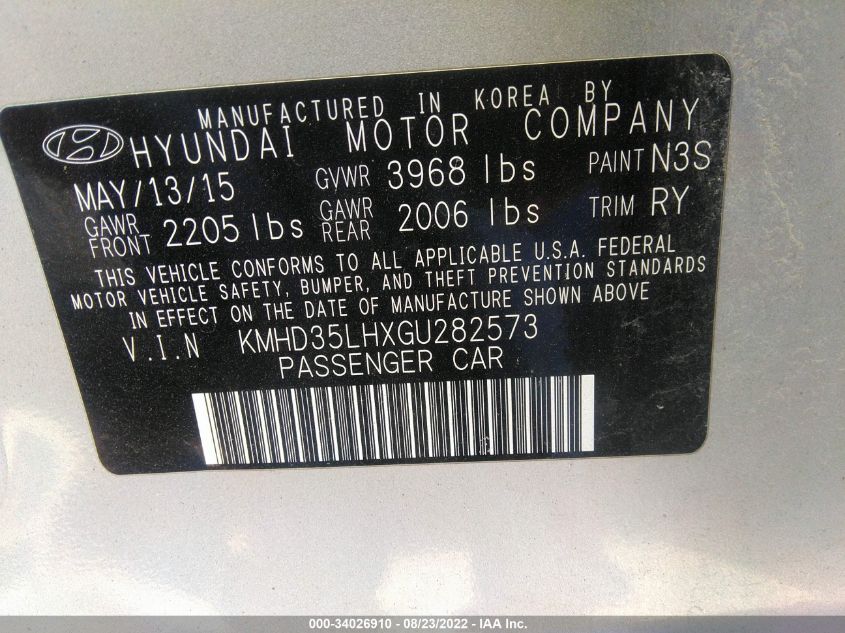 MANUFACTURED IN KOREA BY
HYUNDAI MOTOR COMPANY
MAY/13/15 GVWR 3968 lbs PAINT N3S
GAWR FRONT 2205 lbs GAWR REAR 2006 lbs TRIM RY
THIS VEHICLE CONFORMS TO ALL APPLICABLE U.S.A. FEDERAL
MOTOR VEHICLE SAFETY, BUMPER, AND THEFT PREVENTION STANDARDS
IN EFFECT ON THE DATE OF MANUFACTURE SHOWN ABOVE
V.I.N KMHD35LHXGU282573
PASSENGER CAR
000-34026910 - 08/23/2022 - IAA Inc.